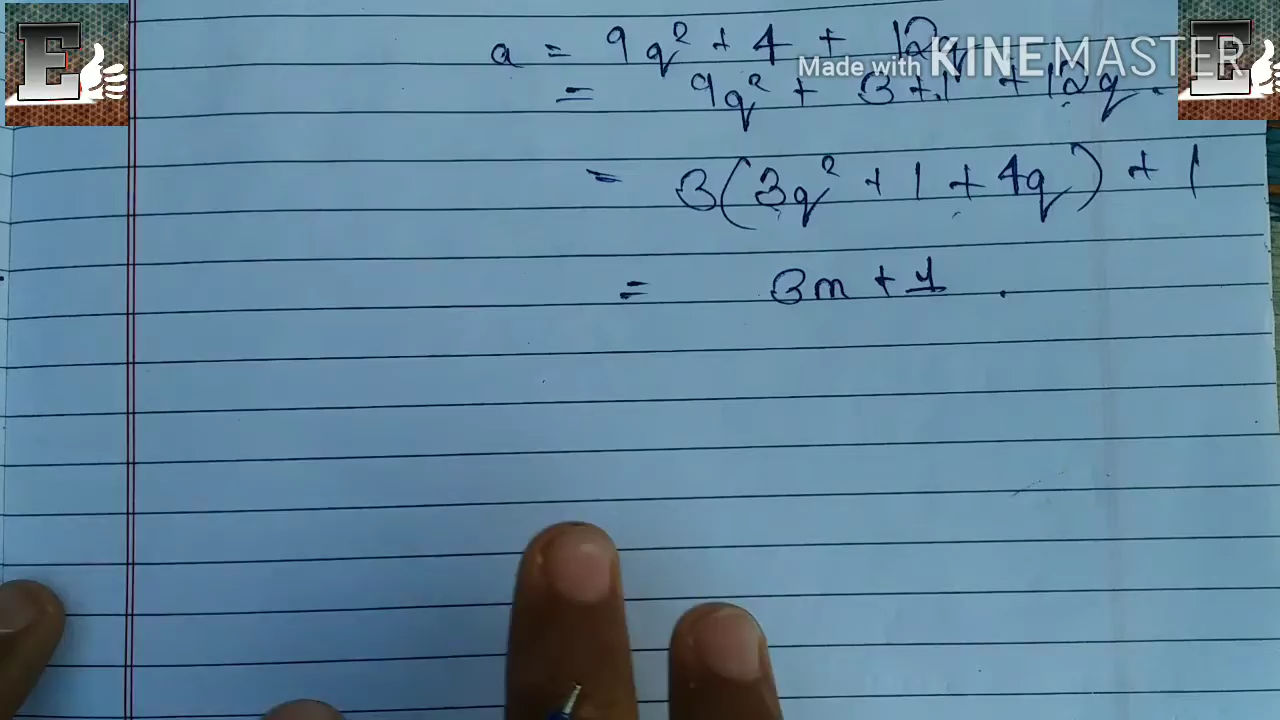 E
E
a = 9q² + 4 + 12q
Made with KINEMASTER
= 9q² + 3 + 1 + 12q.
= 3(3q² + 1 + 4q) + 1
= 3m + 1.